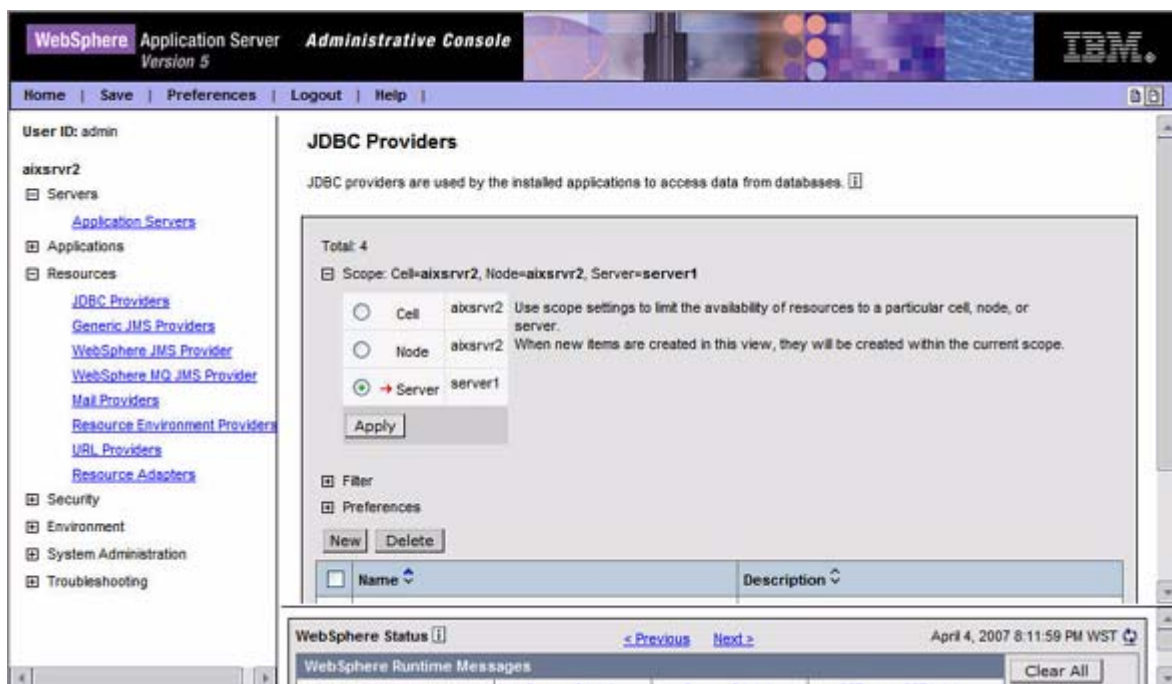 WebSphere Application Server Administrative Console
Version 5
IBM.
Home | Save | Preferences | Logout | Help |
User ID: admin
aixsrvr2
Servers
Application Servers
Applications
Resources
JDBC Providers
Generic JMS Providers
WebSphere JMS Provider
WebSphere MQ JMS Provider
Mail Providers
Resource Environment Providers
URL Providers
Resource Adapters
Security
Environment
System Administration
Troubleshooting
JDBC Providers
JDBC providers are used by the installed applications to access data from databases.
Total: 4
Scope: Cell=aixsrvr2, Node=aixsrvr2, Server=server1
Cell aixsrvr2
Node aixsrvr2
Server server1
Use scope settings to limit the availability of resources to a particular cell, node, or
server.
When new items are created in this view, they will be created within the current scope.
Apply
Filter
Preferences
New Delete
Name Description
WebSphere Status < Previous Next > April 4, 2007 8:11:59 PM WST
WebSphere Runtime Messages Clear All